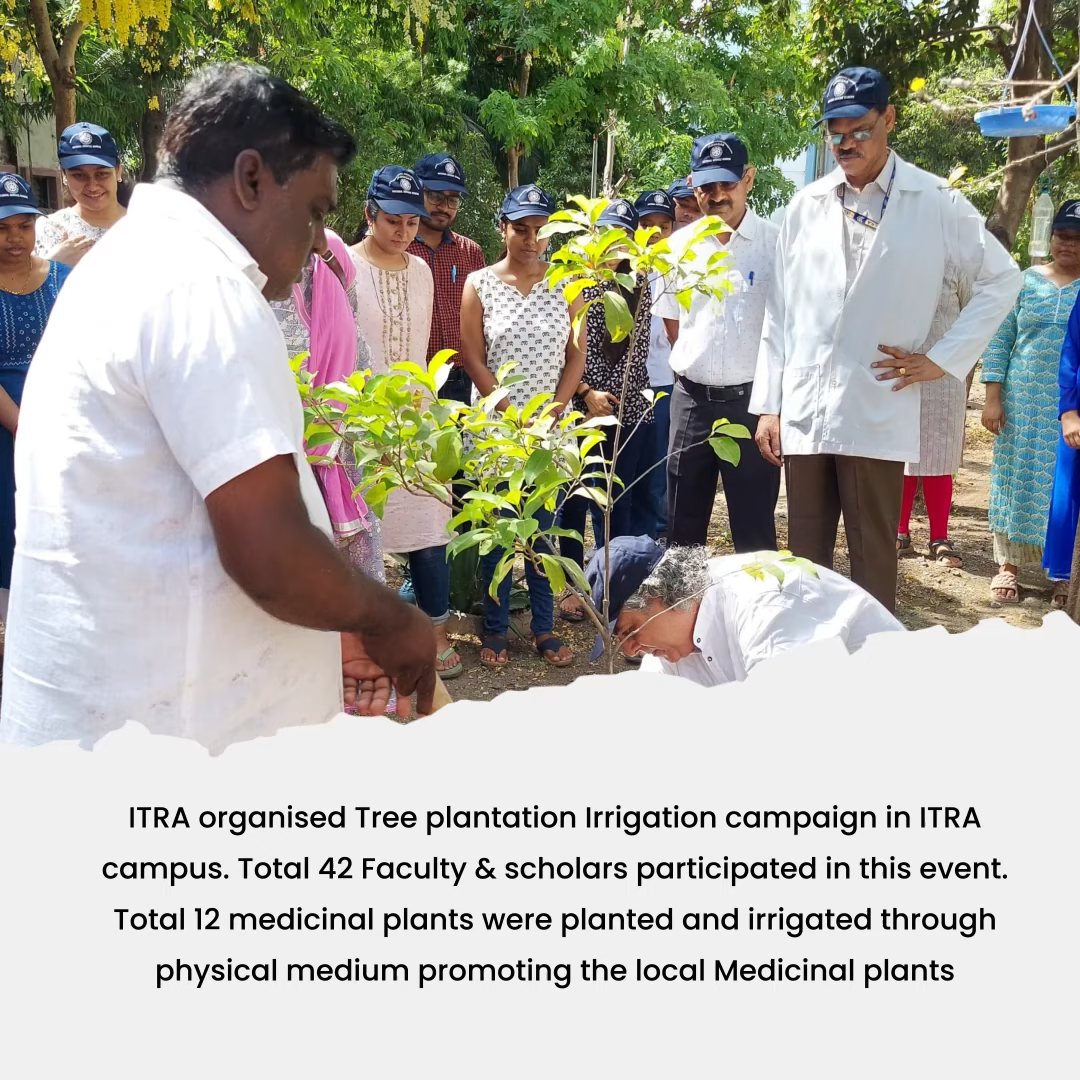 ITRA organised Tree plantation Irrigation campaign in ITRA
campus. Total 42 Faculty & scholars participated in this event.
Total 12 medicinal plants were planted and irrigated through
physical medium promoting the local Medicinal plants